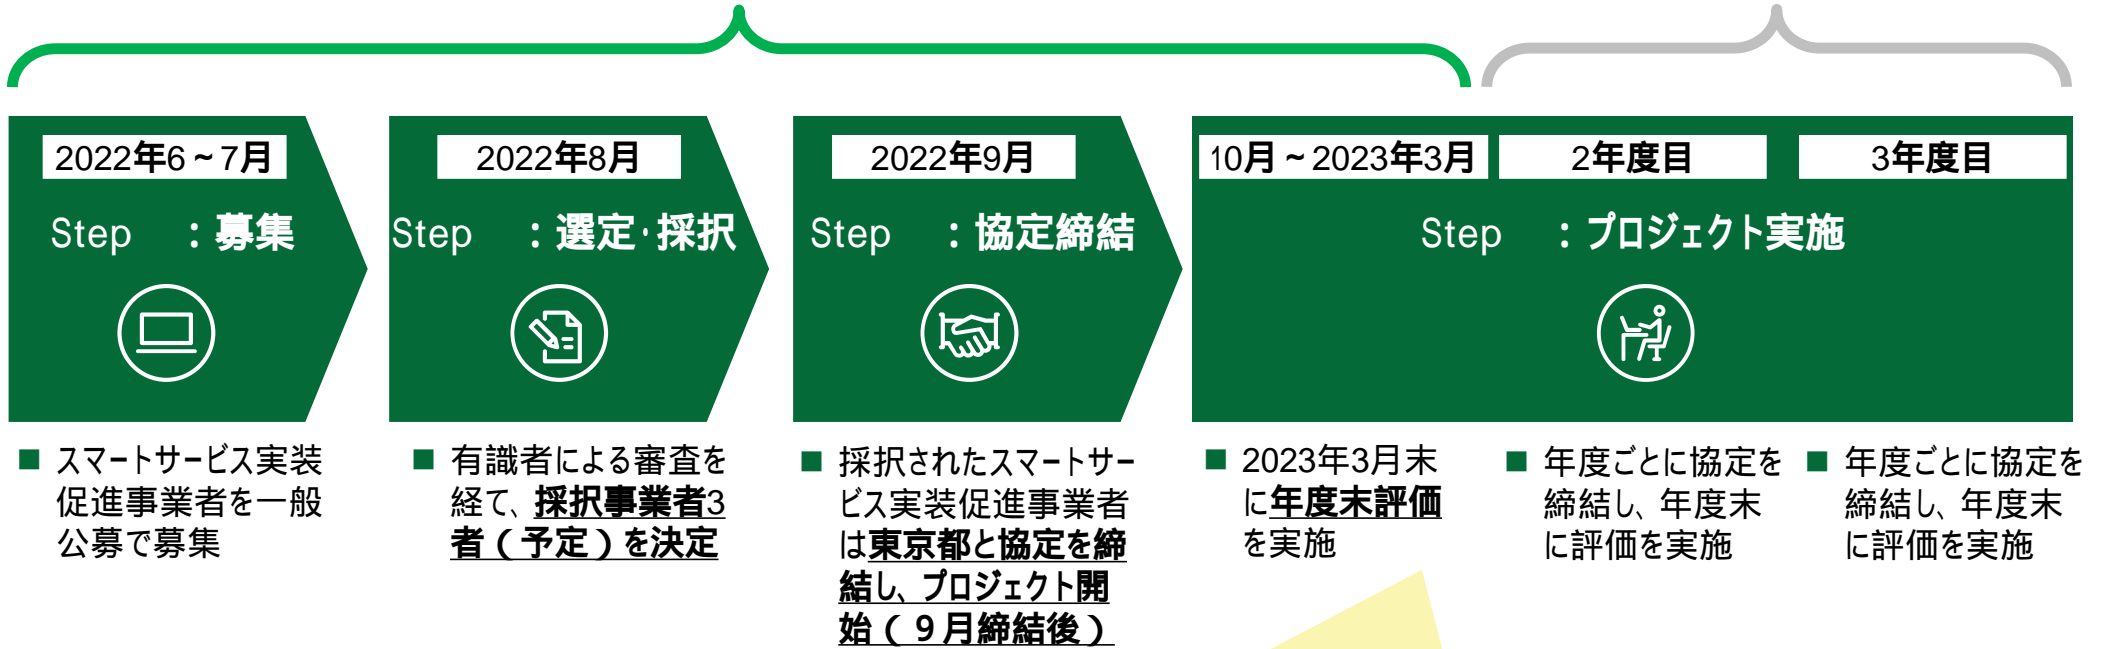 2022年6～7月
Step　：募集
スマートサービス実装
促進事業者を一般
公募で募集
2022年8月
Step　：選定・採択
有識者による審査を
経て、採択事業者3
者（予定）を決定
2022年9月
Step　：協定締結
採択されたスマートサー
ビス実装促進事業者
は東京都と協定を締
結し、プロジェクト開
始（９月締結後）
10月～2023年3月
2年度目
3年度目
Step　：プロジェクト実施
2023年3月末
に年度末評価
を実施
年度ごとに協定を
締結し、年度末
に評価を実施
年度ごとに協定を
締結し、年度末
に評価を実施